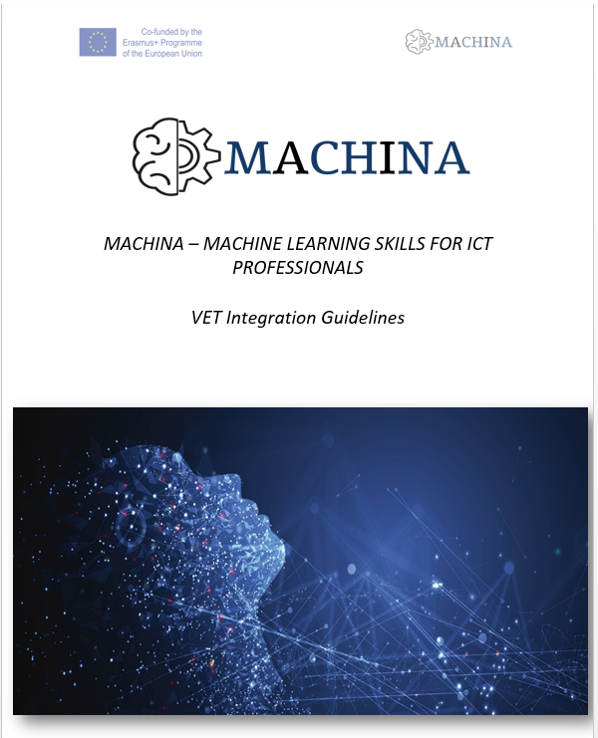 Co-funded by the
Erasmus+ Programme
of the European Union
MACHINA
MACHINA
MACHINA – MACHINE LEARNING SKILLS FOR ICT
PROFESSIONALS
VET Integration Guidelines